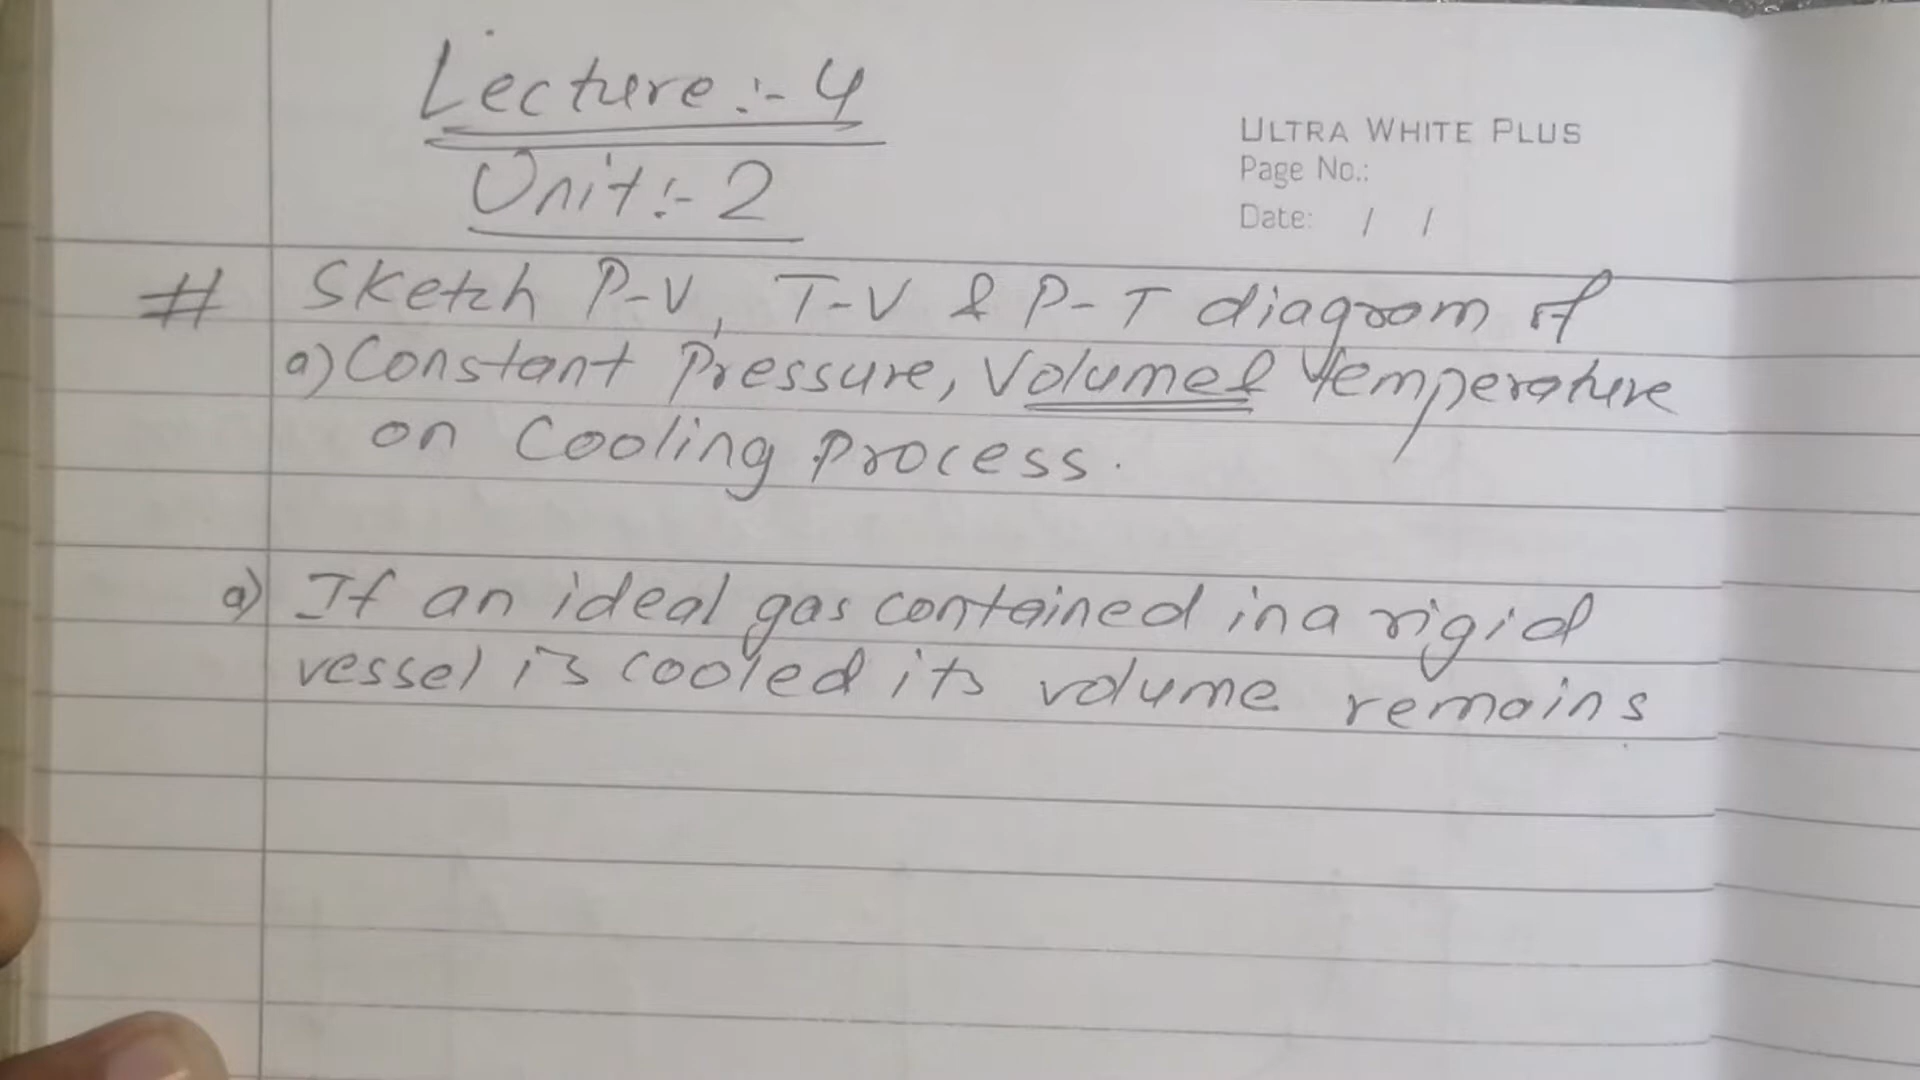 Lecture :- 4
Unit :- 2
ULTRA WHITE PLUS
Page No.:
Date: / /
# Sketch P-V, T-V & P-T diagram of
a) Constant Pressure, Volume & temperature
on cooling process.
a) If an ideal gas contained in a rigid
vessel is cooled its volume remains